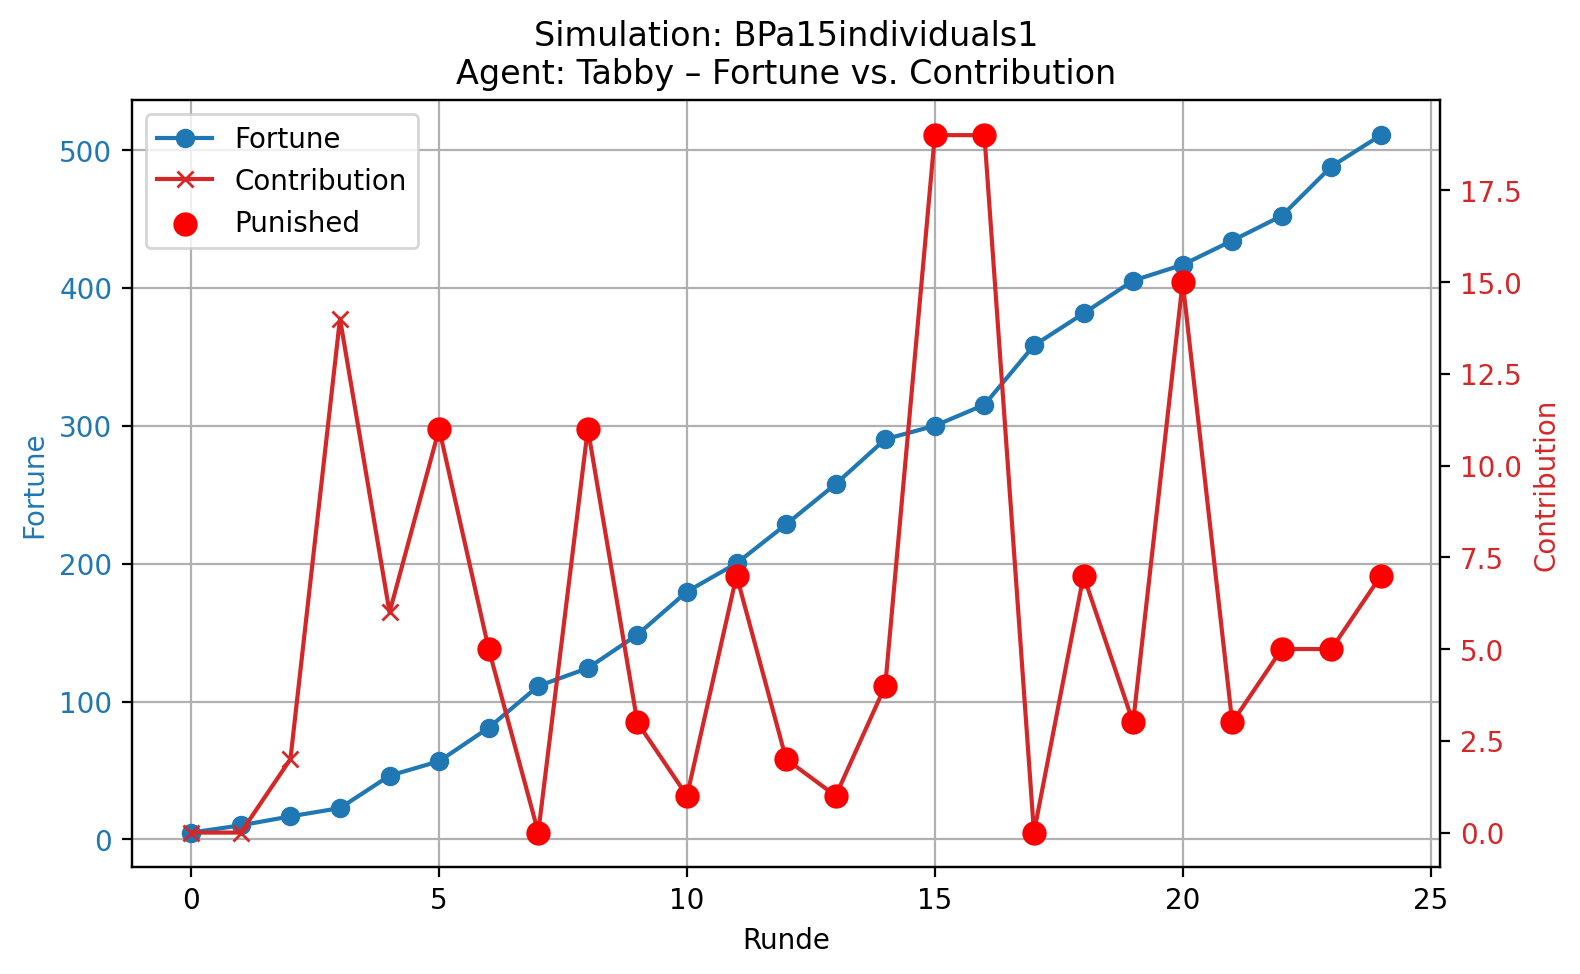 Simulation: BPa15individuals1
Agent: Tabby – Fortune vs. Contribution
Fortune
Contribution
Punished
500
400
300
200
100
0
Fortune
17.5
15.0
12.5
10.0
7.5
5.0
2.5
0.0
Contribution
0 5 10 15 20 25
Runde